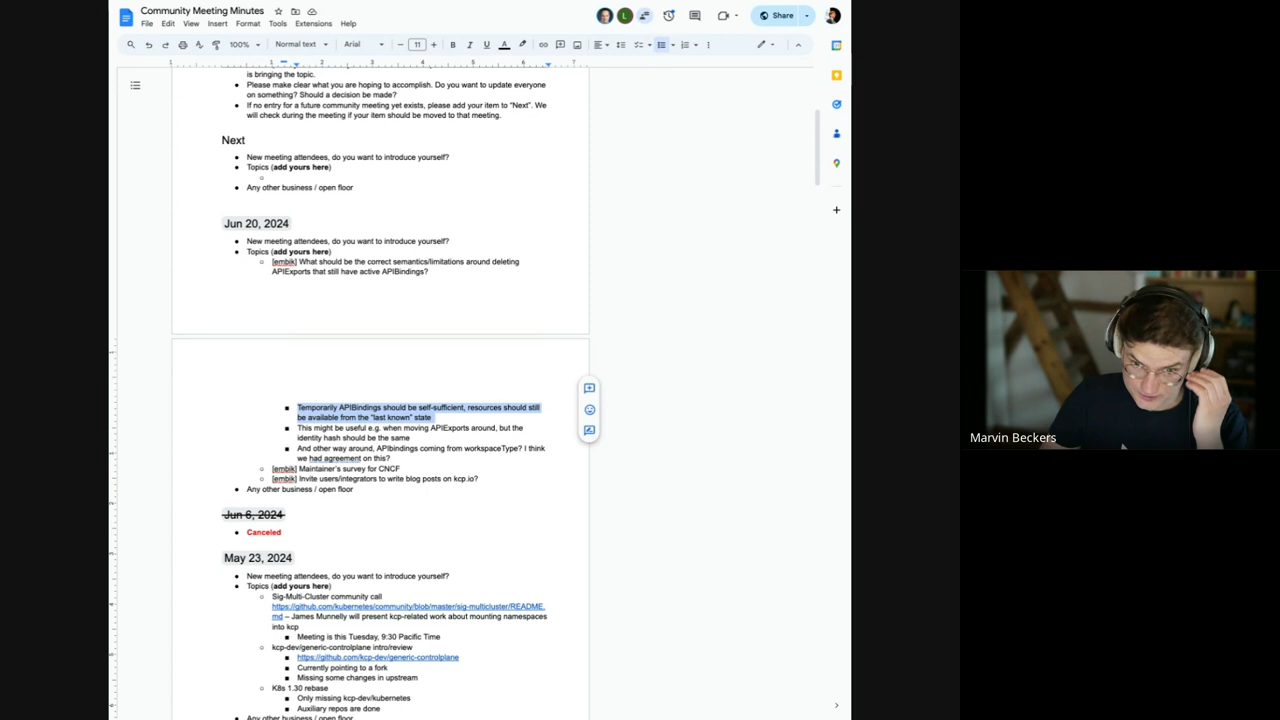 Community Meeting Minutes
File Edit View Insert Format Tools Extensions Help
L
Share
100% Normal text Arial 11
B I U A
1 1 2 3 4 5 6 7
is bringing the topic.
● Please make clear what you are hoping to accomplish. Do you want to update everyone
on something? Should a decision be made?
● If no entry for a future community meeting yet exists, please add your item to “Next”. We
will check during the meeting if your item should be moved to that meeting.
Next
● New meeting attendees, do you want to introduce yourself?
● Topics (add yours here)
○
● Any other business / open floor
Jun 20, 2024
● New meeting attendees, do you want to introduce yourself?
● Topics (add yours here)
○ [embik] What should be the correct semantics/limitations around deleting
APIExports that still have active APIBindings?
■ Temporarily APIBindings should be self-sufficient, resources should still
be available from the “last known” state
■ This might be useful e.g. when moving APIExports around, but the
identity hash should be the same
■ And other way around, APIbindings coming from workspaceType? I think
we had agreement on this?
○ [embik] Maintainer’s survey for CNCF
○ [embik] Invite users/integrators to write blog posts on kcp.io?
● Any other business / open floor
Jun 6, 2024
● Canceled
May 23, 2024
● New meeting attendees, do you want to introduce yourself?
● Topics (add yours here)
○ Sig-Multi-Cluster community call
https://github.com/kubernetes/community/blob/master/sig-multicluster/README.
md – James Munnelly will present kcp-related work about mounting namespaces
into kcp
■ Meeting is this Tuesday, 9:30 Pacific Time
○ kcp-dev/generic-controlplane intro/review
■ https://github.com/kcp-dev/generic-controlplane
■ Currently pointing to a fork
■ Missing some changes in upstream
○ K8s 1.30 rebase
■ Only missing kcp-dev/kubernetes
■ Auxiliary repos are done
● Any other business / open floor
Marvin Beckers